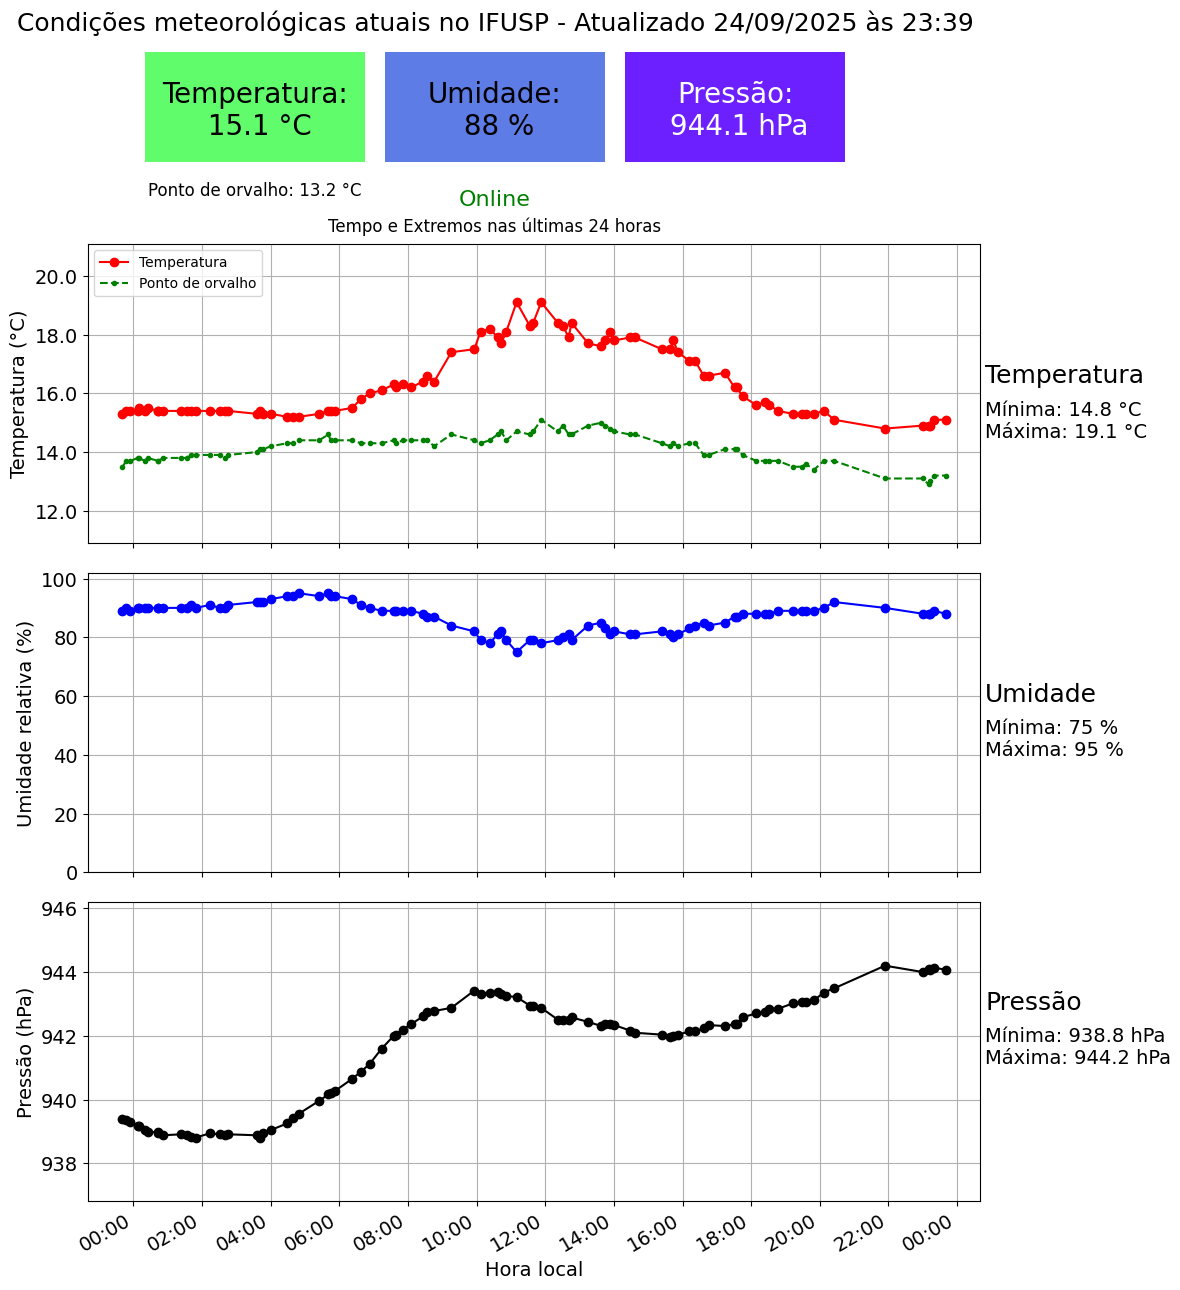 Condições meteorológicas atuais no IFUSP - Atualizado 24/09/2025 às 23:39
Temperatura:
15.1 °C
Umidade:
88 %
Pressão:
944.1 hPa
Ponto de orvalho: 13.2 °C
Online
Tempo e Extremos nas últimas 24 horas
Temperatura
Ponto de orvalho
Temperatura (°C)
20.0
18.0
16.0
14.0
12.0
Temperatura
Mínima: 14.8 °C
Máxima: 19.1 °C
Umidade relativa (%)
100
80
60
40
20
0
Umidade
Mínima: 75 %
Máxima: 95 %
Pressão (hPa)
946
944
942
940
938
Pressão
Mínima: 938.8 hPa
Máxima: 944.2 hPa
00:00 02:00 04:00 06:00 08:00 10:00 12:00 14:00 16:00 18:00 20:00 22:00 00:00
Hora local